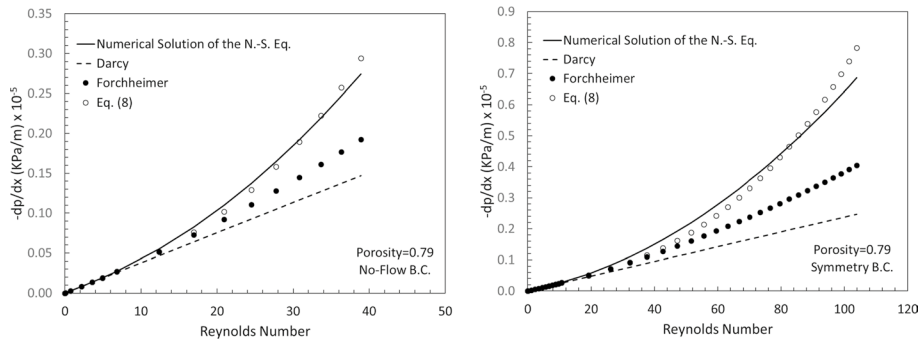 0.35
0.30
0.25
0.20
0.15
0.10
0.05
0.00
-dp/dx (KPa/m) x 10-5
Numerical Solution of the N.-S. Eq.
Darcy
Forchheimer
Eq. (8)
Porosity=0.79
No-Flow B.C.
0 10 20 30 40 50
Reynolds Number
0.9
0.8
0.7
0.6
0.5
0.4
0.3
0.2
0.1
0.0
-dp/dx (KPa/m) x 10-5
Numerical Solution of the N.-S. Eq.
Darcy
Forchheimer
Eq. (8)
Porosity=0.79
Symmetry B.C.
0 20 40 60 80 100 120
Reynolds Number